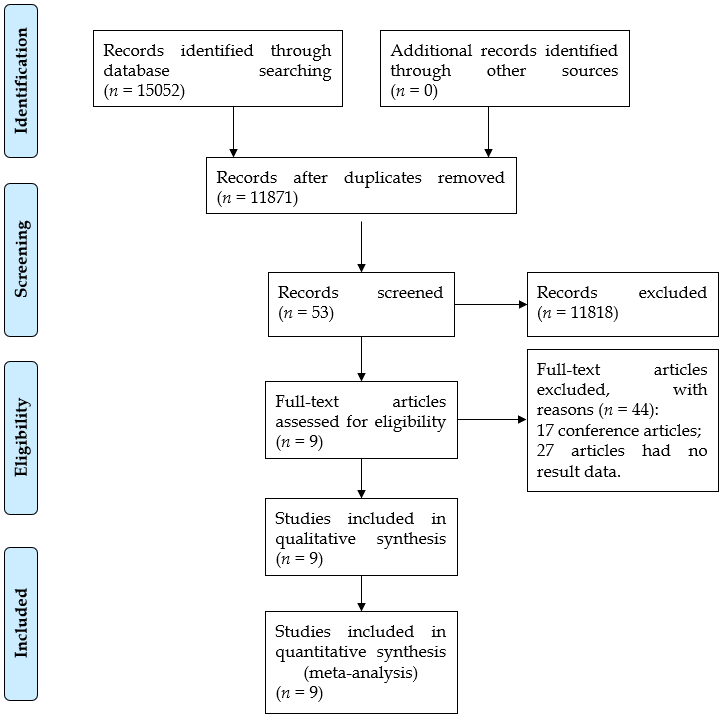 Identification
Records identified through
database searching
(n = 15052)
Additional records identified
through other sources
(n = 0)
Records after duplicates removed
(n = 11871)
Screening
Records screened
(n = 53)
Records excluded
(n = 11818)
Eligibility
Full-text articles
assessed for eligibility
(n = 9)
Full-text articles
excluded, with
reasons (n = 44):
17 conference articles;
27 articles had no
result data.
Studies included in
qualitative synthesis
(n = 9)
Included
Studies included in
quantitative synthesis
(meta-analysis)
(n = 9)